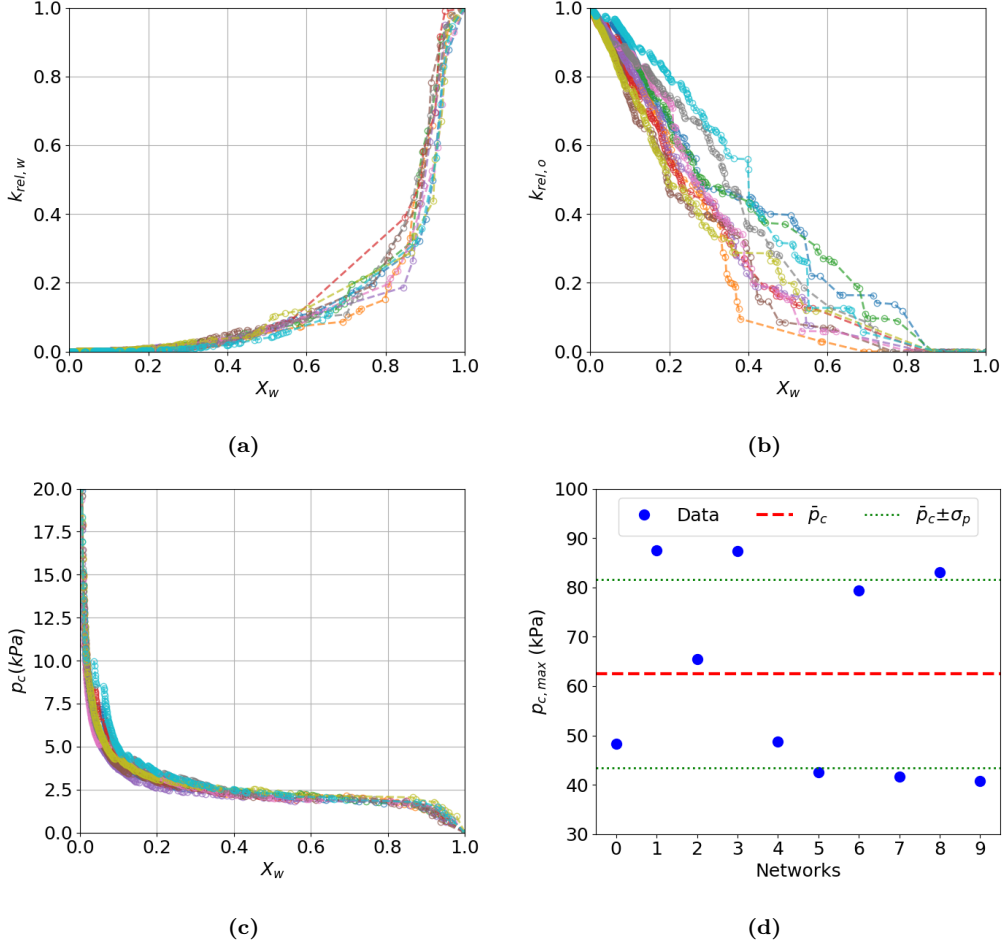 1.0
0.8
0.6
0.4
0.2
0.0
k_{rel,w}
0.0 0.2 0.4 0.6 0.8 1.0
X_w
(a)
1.0
0.8
0.6
0.4
0.2
0.0
k_{rel,o}
0.0 0.2 0.4 0.6 0.8 1.0
X_w
(b)
20.0
17.5
15.0
12.5
10.0
7.5
5.0
2.5
0.0
p_c(kPa)
0.0 0.2 0.4 0.6 0.8 1.0
X_w
(c)
100
90
80
70
60
50
40
30
p_{c,max} (kPa)
Data p̄_c p̄_c±σ_p
0 1 2 3 4 5 6 7 8 9
Networks
(d)